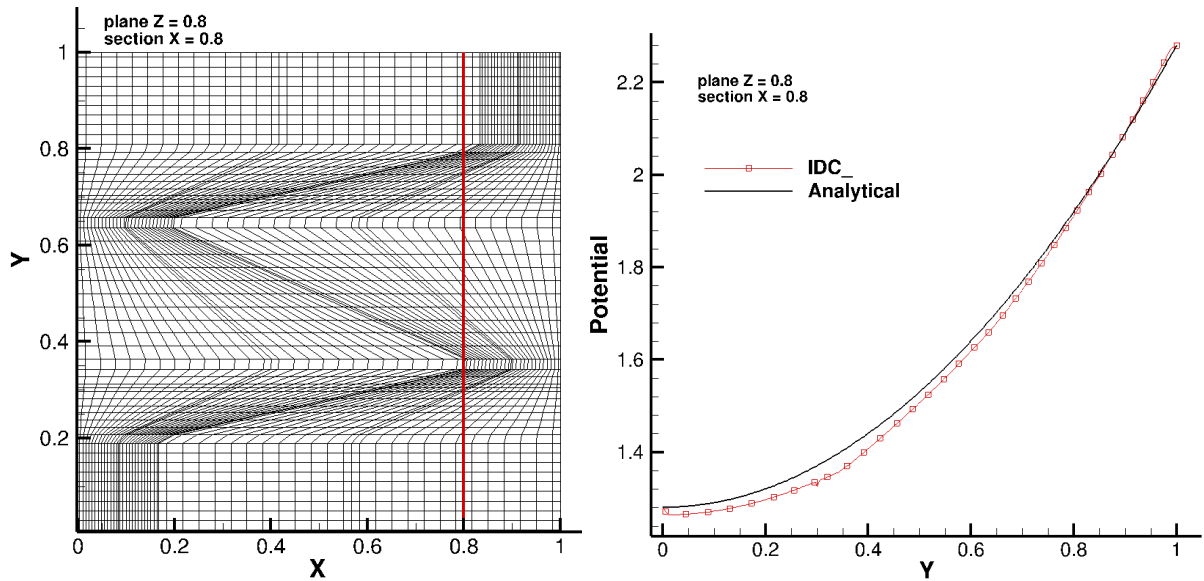 plane Z = 0.8
section X = 0.8
1
0.8
0.6
0.4
0.2
Y
0
0.2
0.4
0.6
0.8
1
X
plane Z = 0.8
section X = 0.8
IDC_
Analytical
2.2
2
1.8
1.6
1.4
Potential
0
0.2
0.4
0.6
0.8
1
Y